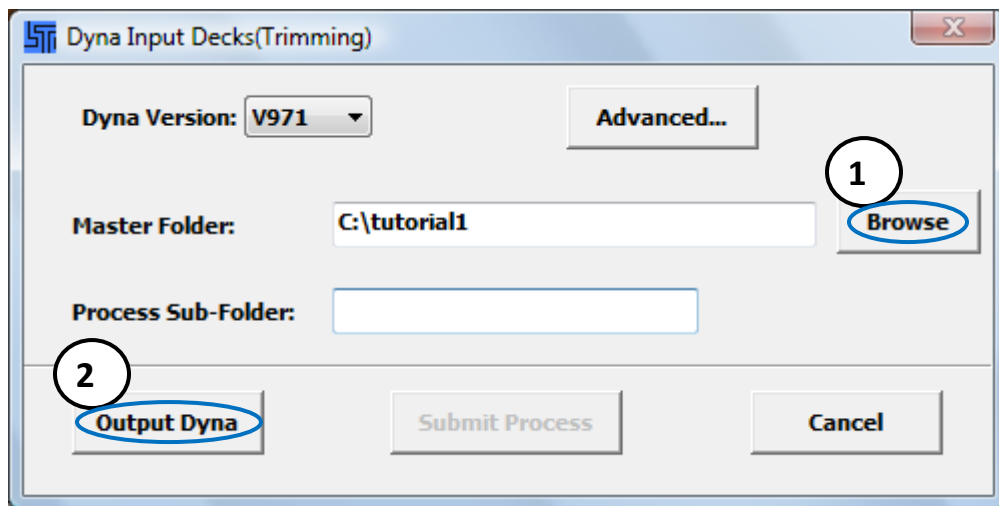 Dyna Input Decks(Trimming)
Dyna Version: V971 Advanced...
1
Master Folder: C:\tutorial1 Browse
Process Sub-Folder:
2
Output Dyna Submit Process Cancel